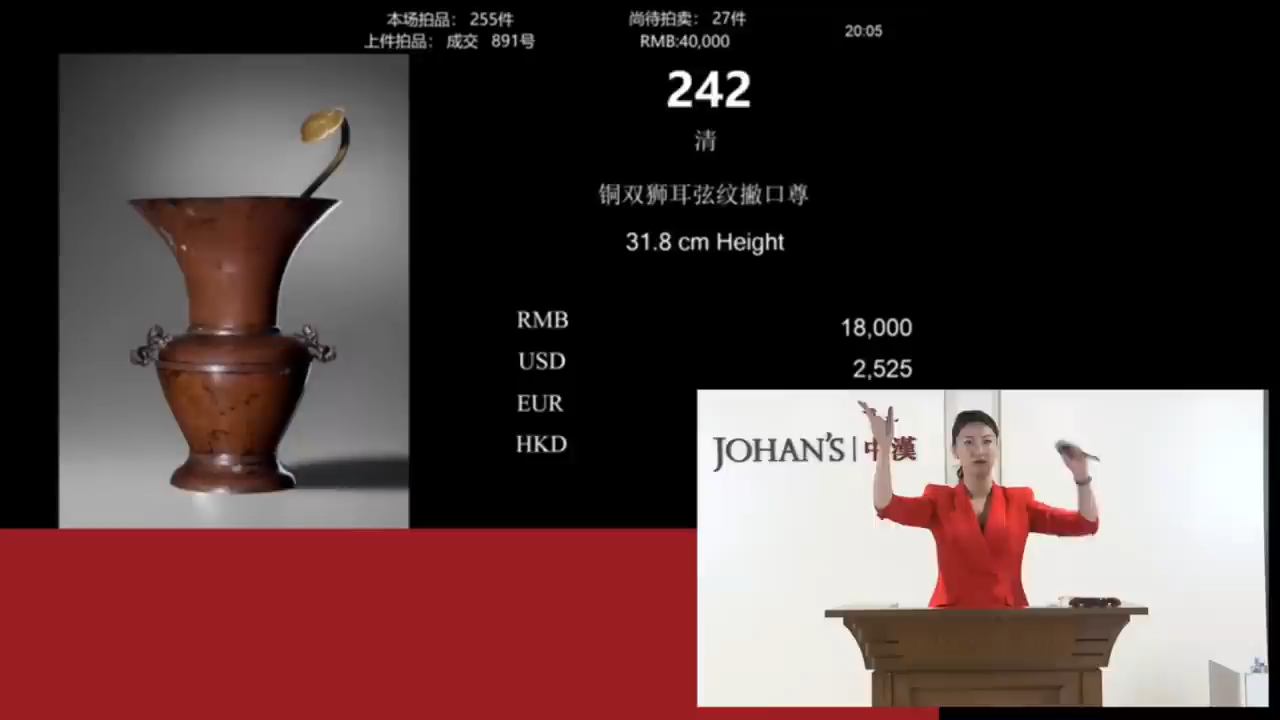 本场拍品： 255件
尚待拍卖： 27件
上件拍品： 成交 891号
RMB:40,000
20:05
242
清
铜双狮耳弦纹撇口尊
31.8 cm Height
RMB 18,000
USD 2,525
EUR
HKD
JOHAN'S | 中漢